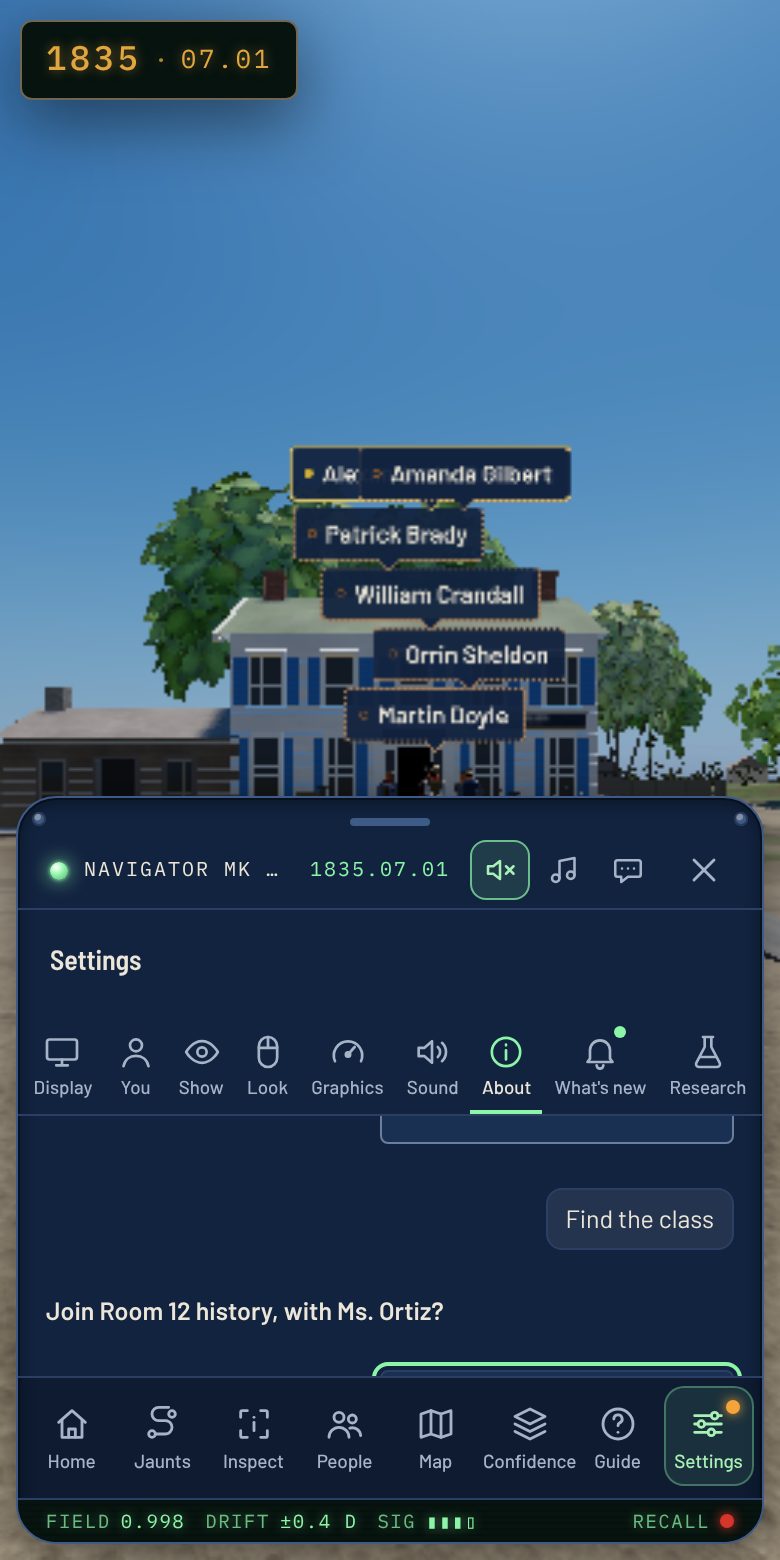 1835 · 07.01
Amanda Gilbert
Patrick Brady
William Crandall
Orrin Sheldon
Martin Doyle
NAVIGATOR MK … 1835.07.01
Settings
Display You Show Look Graphics Sound About What's new Research
Find the class
Join Room 12 history, with Ms. Ortiz?
Home Jaunts Inspect People Map Confidence Guide Settings
FIELD 0.998 DRIFT ±0.4 D SIG RECALL